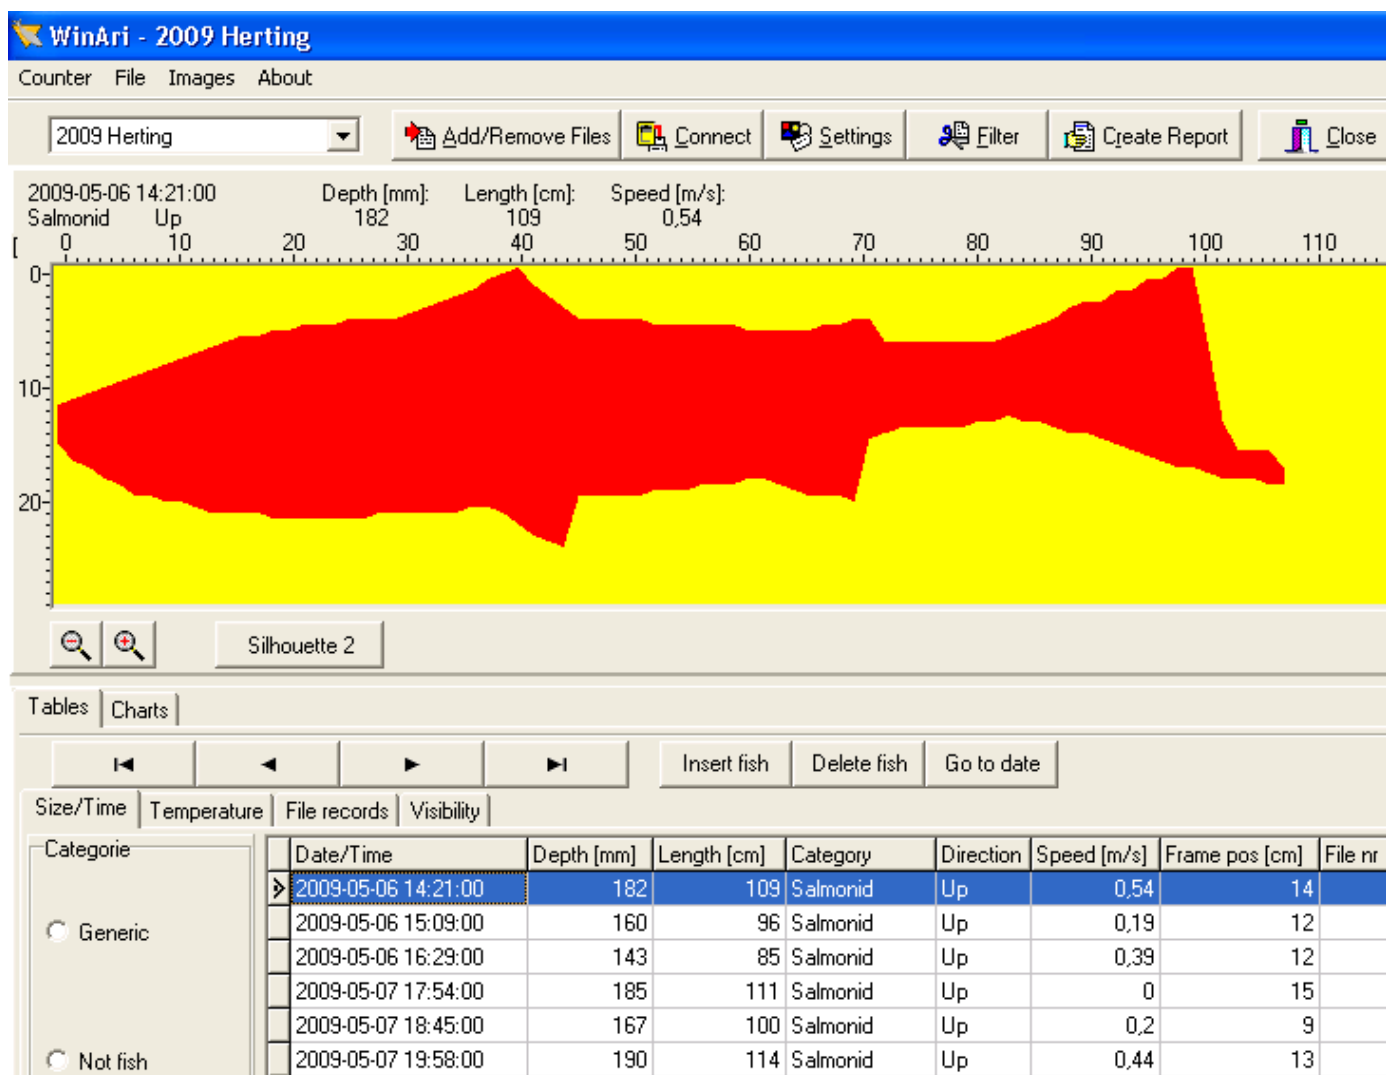 WinAri - 2009 Herting
Counter File Images About
2009 Herting Add/Remove Files Connect Settings Filter Create Report Close
2009-05-06 14:21:00 Depth [mm]: Length [cm]: Speed [m/s]:
Salmonid Up 182 109 0,54
[ 0 10 20 30 40 50 60 70 80 90 100 110
0
10
20
Silhouette 2
Tables Charts
Insert fish Delete fish Go to date
Size/Time Temperature File records Visibility
Categorie Date/Time Depth [mm] Length [cm] Category Direction Speed [m/s] Frame pos [cm] File nr
2009-05-06 14:21:00 182 109 Salmonid Up 0,54 14
Generic 2009-05-06 15:09:00 160 96 Salmonid Up 0,19 12
2009-05-06 16:29:00 143 85 Salmonid Up 0,39 12
2009-05-07 17:54:00 185 111 Salmonid Up 0 15
2009-05-07 18:45:00 167 100 Salmonid Up 0,2 9
Not fish 2009-05-07 19:58:00 190 114 Salmonid Up 0,44 13